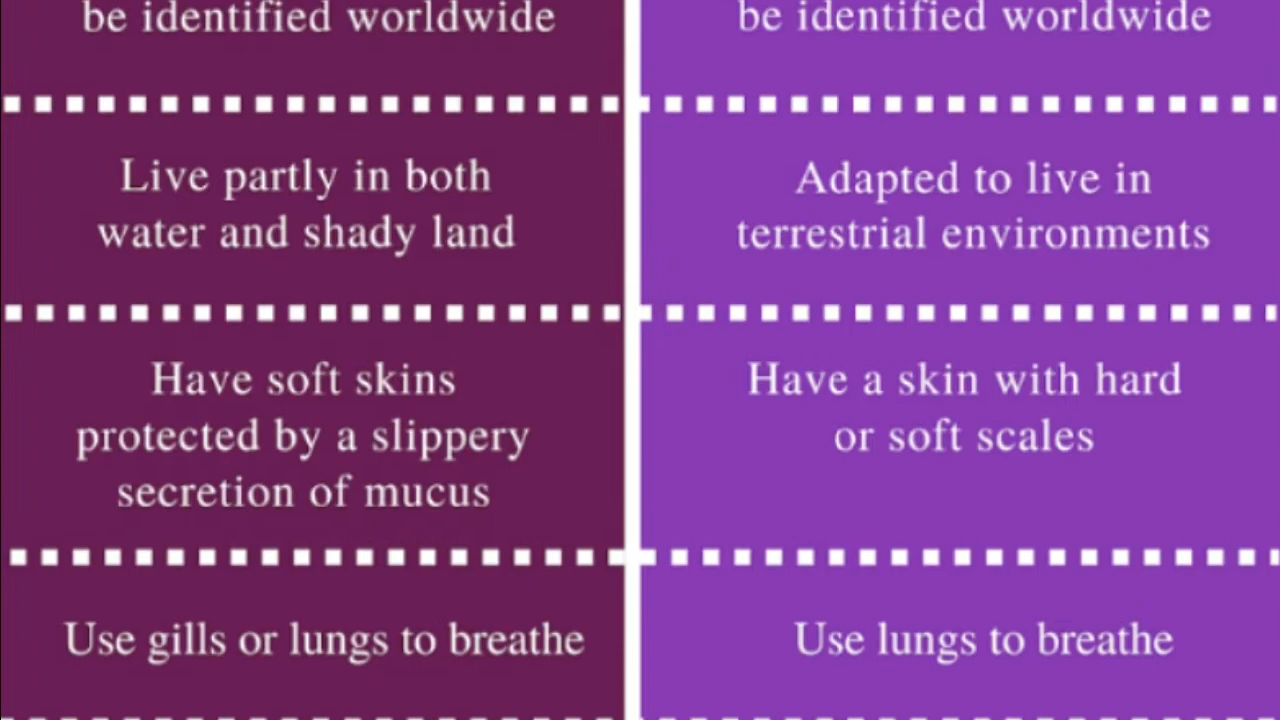 be identified worldwide
Live partly in both
water and shady land
Have soft skins
protected by a slippery
secretion of mucus
Use gills or lungs to breathe
be identified worldwide
Adapted to live in
terrestrial environments
Have a skin with hard
or soft scales
Use lungs to breathe